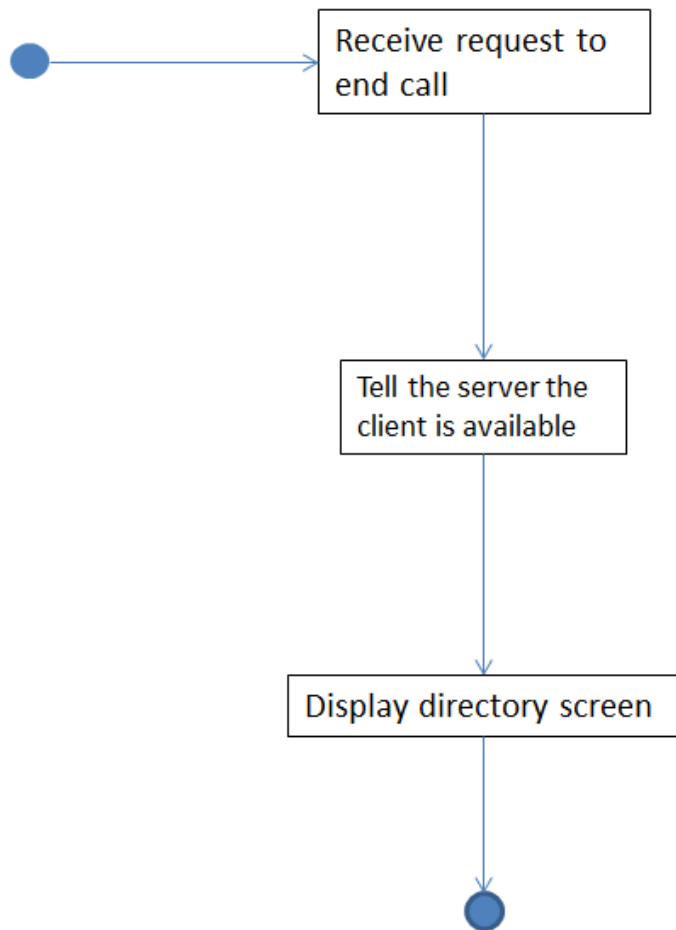 Receive request to
end call
Tell the server the
client is available
Display directory screen